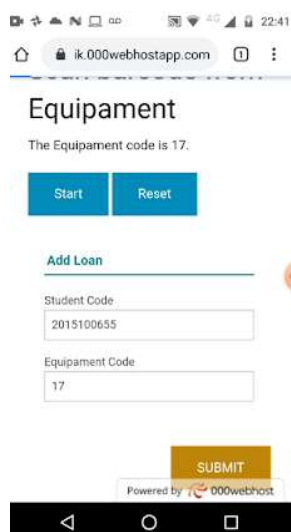 22:41
ik.000webhostapp.com
1
Equipament
The Equipament code is 17.
Start Reset
Add Loan
Student Code
2015100655
Equipament Code
17
SUBMIT
Powered by 000webhost